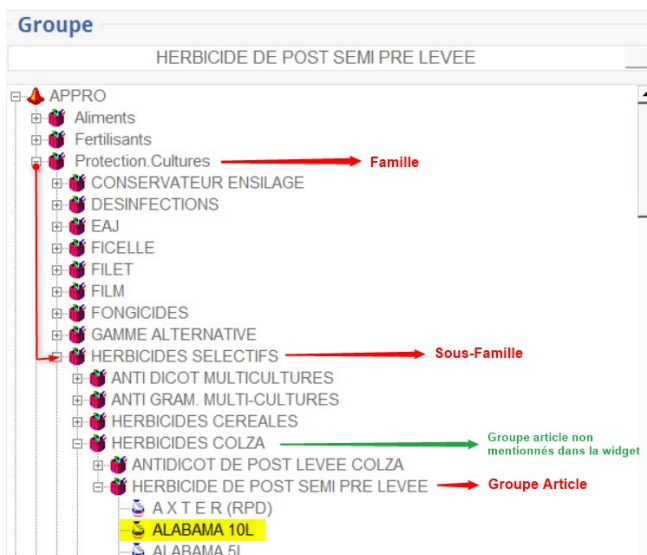 Groupe
HERBICIDE DE POST SEMI PRE LEVEE
APPRO
Aliments
Fertilisants
Protection.Cultures
Famille
CONSERVATEUR ENSILAGE
DESINFECTIONS
EAJ
FICELLE
FILET
FILM
FONGICIDES
GAMME ALTERNATIVE
HERBICIDES SELECTIFS
Sous-Famille
ANTI DICOT MULTICULTURES
ANTI GRAM. MULTI-CULTURES
HERBICIDES CEREALES
HERBICIDES COLZA
Groupe article non
mentionnés dans la widget
ANTIDICOT DE POST LEVEE COLZA
HERBICIDE DE POST SEMI PRE LEVEE
Groupe Article
A X T E R (RPD)
ALABAMA 10L
ALABAMA 5L